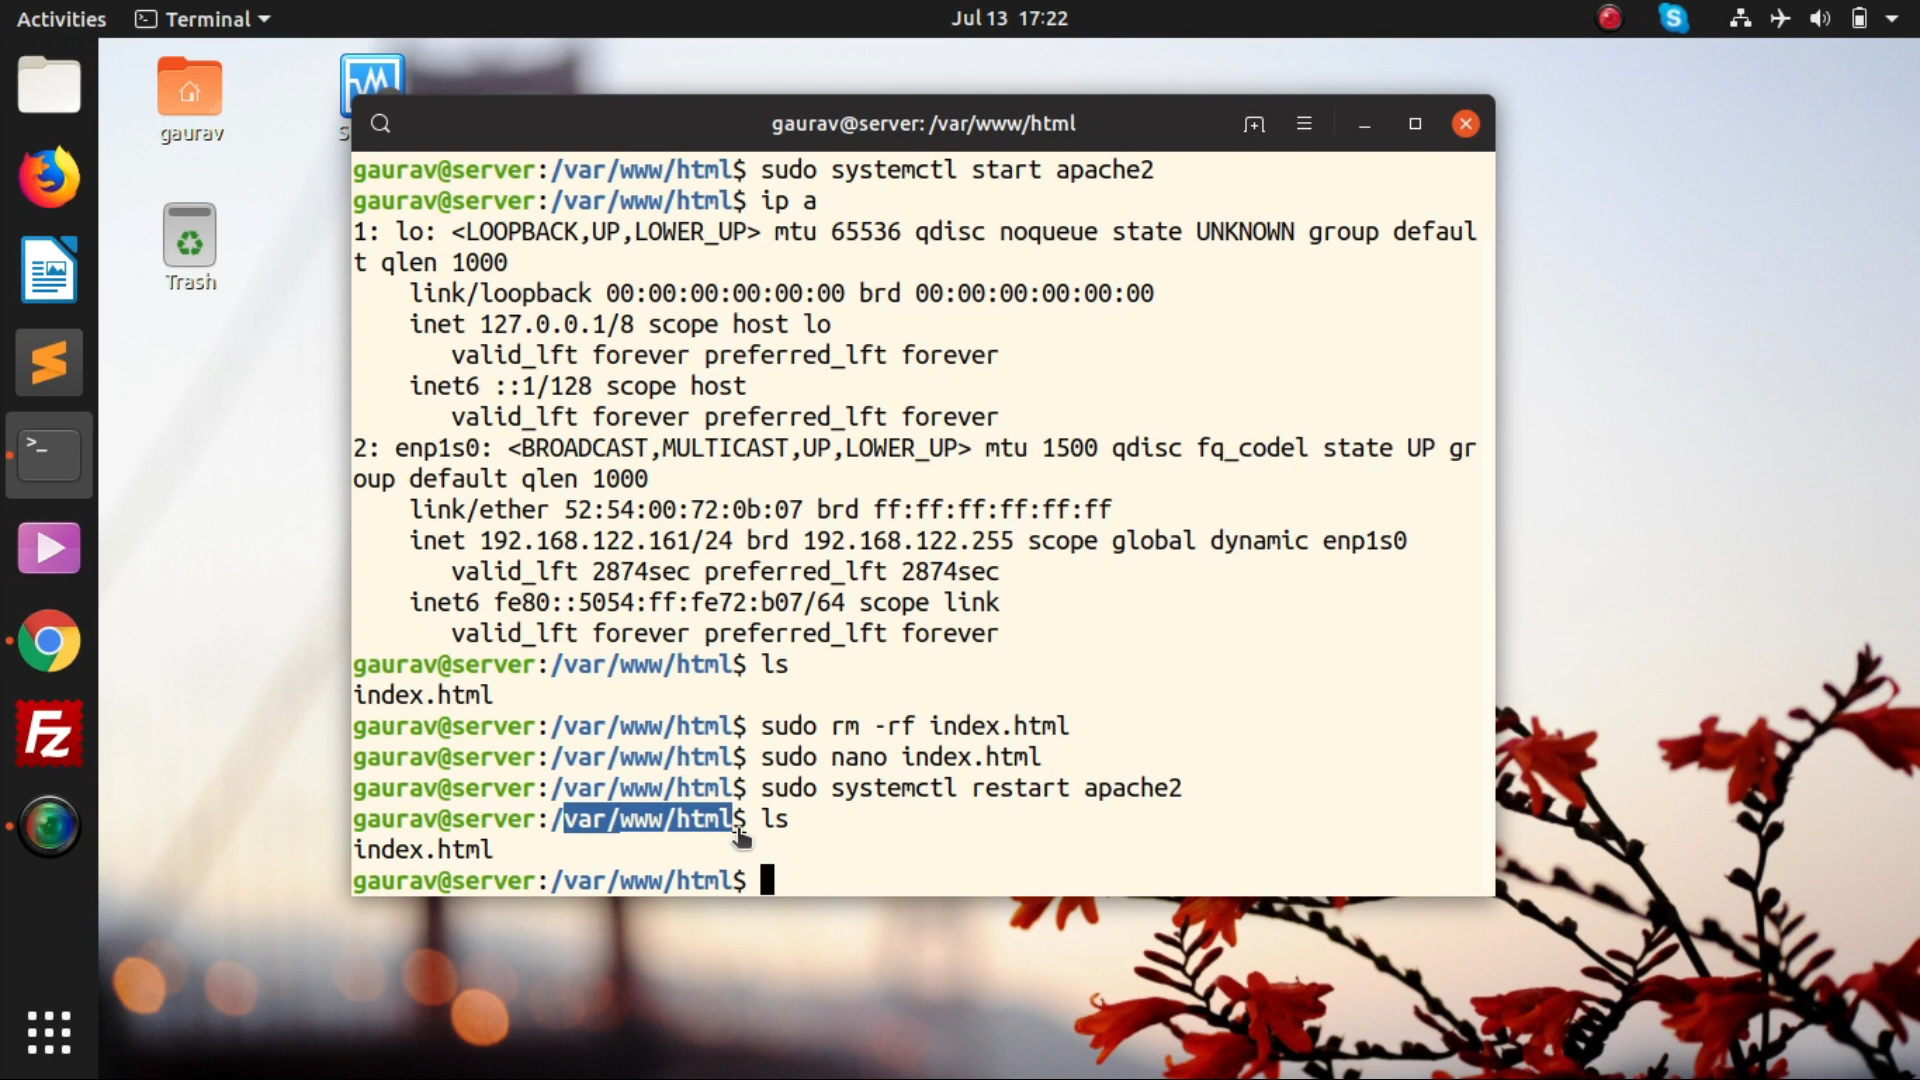 Activities
Terminal
Jul 13 17:22
gaurav
Trash
gaurav@server: /var/www/html
gaurav@server:/var/www/html$ sudo systemctl start apache2
gaurav@server:/var/www/html$ ip a
1: lo: <LOOPBACK,UP,LOWER_UP> mtu 65536 qdisc noqueue state UNKNOWN group defaul
t qlen 1000
link/loopback 00:00:00:00:00:00 brd 00:00:00:00:00:00
inet 127.0.0.1/8 scope host lo
valid_lft forever preferred_lft forever
inet6 ::1/128 scope host
valid_lft forever preferred_lft forever
2: enp1s0: <BROADCAST,MULTICAST,UP,LOWER_UP> mtu 1500 qdisc fq_codel state UP gr
oup default qlen 1000
link/ether 52:54:00:72:0b:07 brd ff:ff:ff:ff:ff:ff
inet 192.168.122.161/24 brd 192.168.122.255 scope global dynamic enp1s0
valid_lft 2874sec preferred_lft 2874sec
inet6 fe80::5054:ff:fe72:b07/64 scope link
valid_lft forever preferred_lft forever
gaurav@server:/var/www/html$ ls
index.html
gaurav@server:/var/www/html$ sudo rm -rf index.html
gaurav@server:/var/www/html$ sudo nano index.html
gaurav@server:/var/www/html$ sudo systemctl restart apache2
gaurav@server:/var/www/html$ ls
index.html
gaurav@server:/var/www/html$